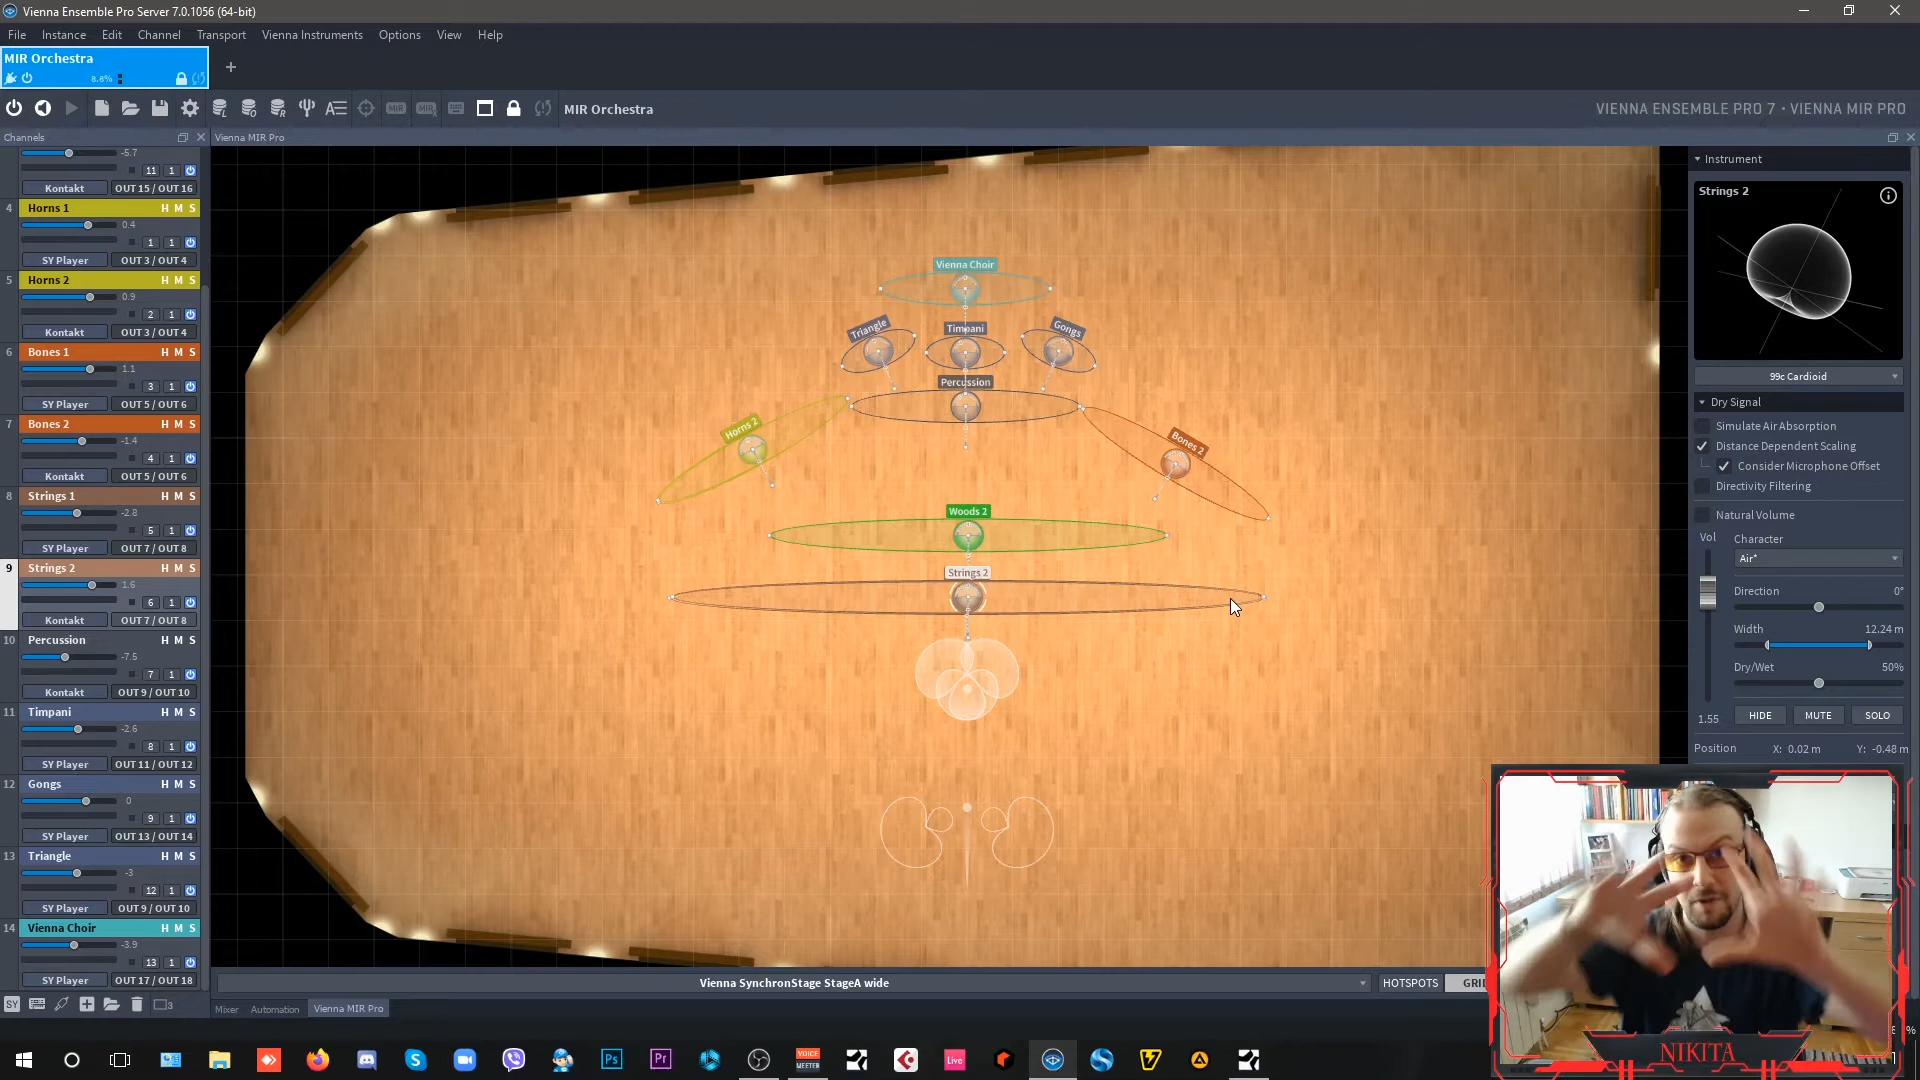 Vienna Ensemble Pro Server 7.0.1056 (64-bit)
File Instance Edit Channel Transport Vienna Instruments Options View Help
MIR Orchestra
8.8%
MIR Orchestra
VIENNA ENSEMBLE PRO 7 • VIENNA MIR PRO
Channels
Vienna MIR Pro
-5.7
11 1
Kontakt OUT 15 / OUT 16
4 Horns 1 H M S
0.4
1 1
SY Player OUT 3 / OUT 4
5 Horns 2 H M S
0.9
2 1
Kontakt OUT 3 / OUT 4
6 Bones 1 H M S
1.1
3 1
SY Player OUT 5 / OUT 6
7 Bones 2 H M S
-1.4
4 1
Kontakt OUT 5 / OUT 6
8 Strings 1 H M S
-2.8
5 1
SY Player OUT 7 / OUT 8
9 Strings 2 H M S
1.6
6 1
Kontakt OUT 7 / OUT 8
10 Percussion H M S
-7.5
7 1
Kontakt OUT 9 / OUT 10
11 Timpani H M S
-2.6
8 1
SY Player OUT 11 / OUT 12
12 Gongs H M S
0
9 1
SY Player OUT 13 / OUT 14
13 Triangle H M S
-3
12 1
SY Player OUT 9 / OUT 10
14 Vienna Choir H M S
-3.9
13 1
SY Player OUT 17 / OUT 18
SY
3
Vienna Choir
Triangle
Timpani
Gongs
Percussion
Horns 2
Bones 2
Woods 2
Strings 2
Instrument
Strings 2
99c Cardioid
Dry Signal
Simulate Air Absorption
Distance Dependent Scaling
Consider Microphone Offset
Directivity Filtering
Natural Volume
Vol
Character
Air*
Direction 0°
Width 12.24 m
Dry/Wet 50%
1.55
HIDE MUTE SOLO
Position X: 0.02 m Y: -0.48 m
Vienna SynchronStage StageA wide
HOTSPOTS
Mixer Automation Vienna MIR Pro
NIKITA
Ps
Pr
VOICE
MEETER
Live